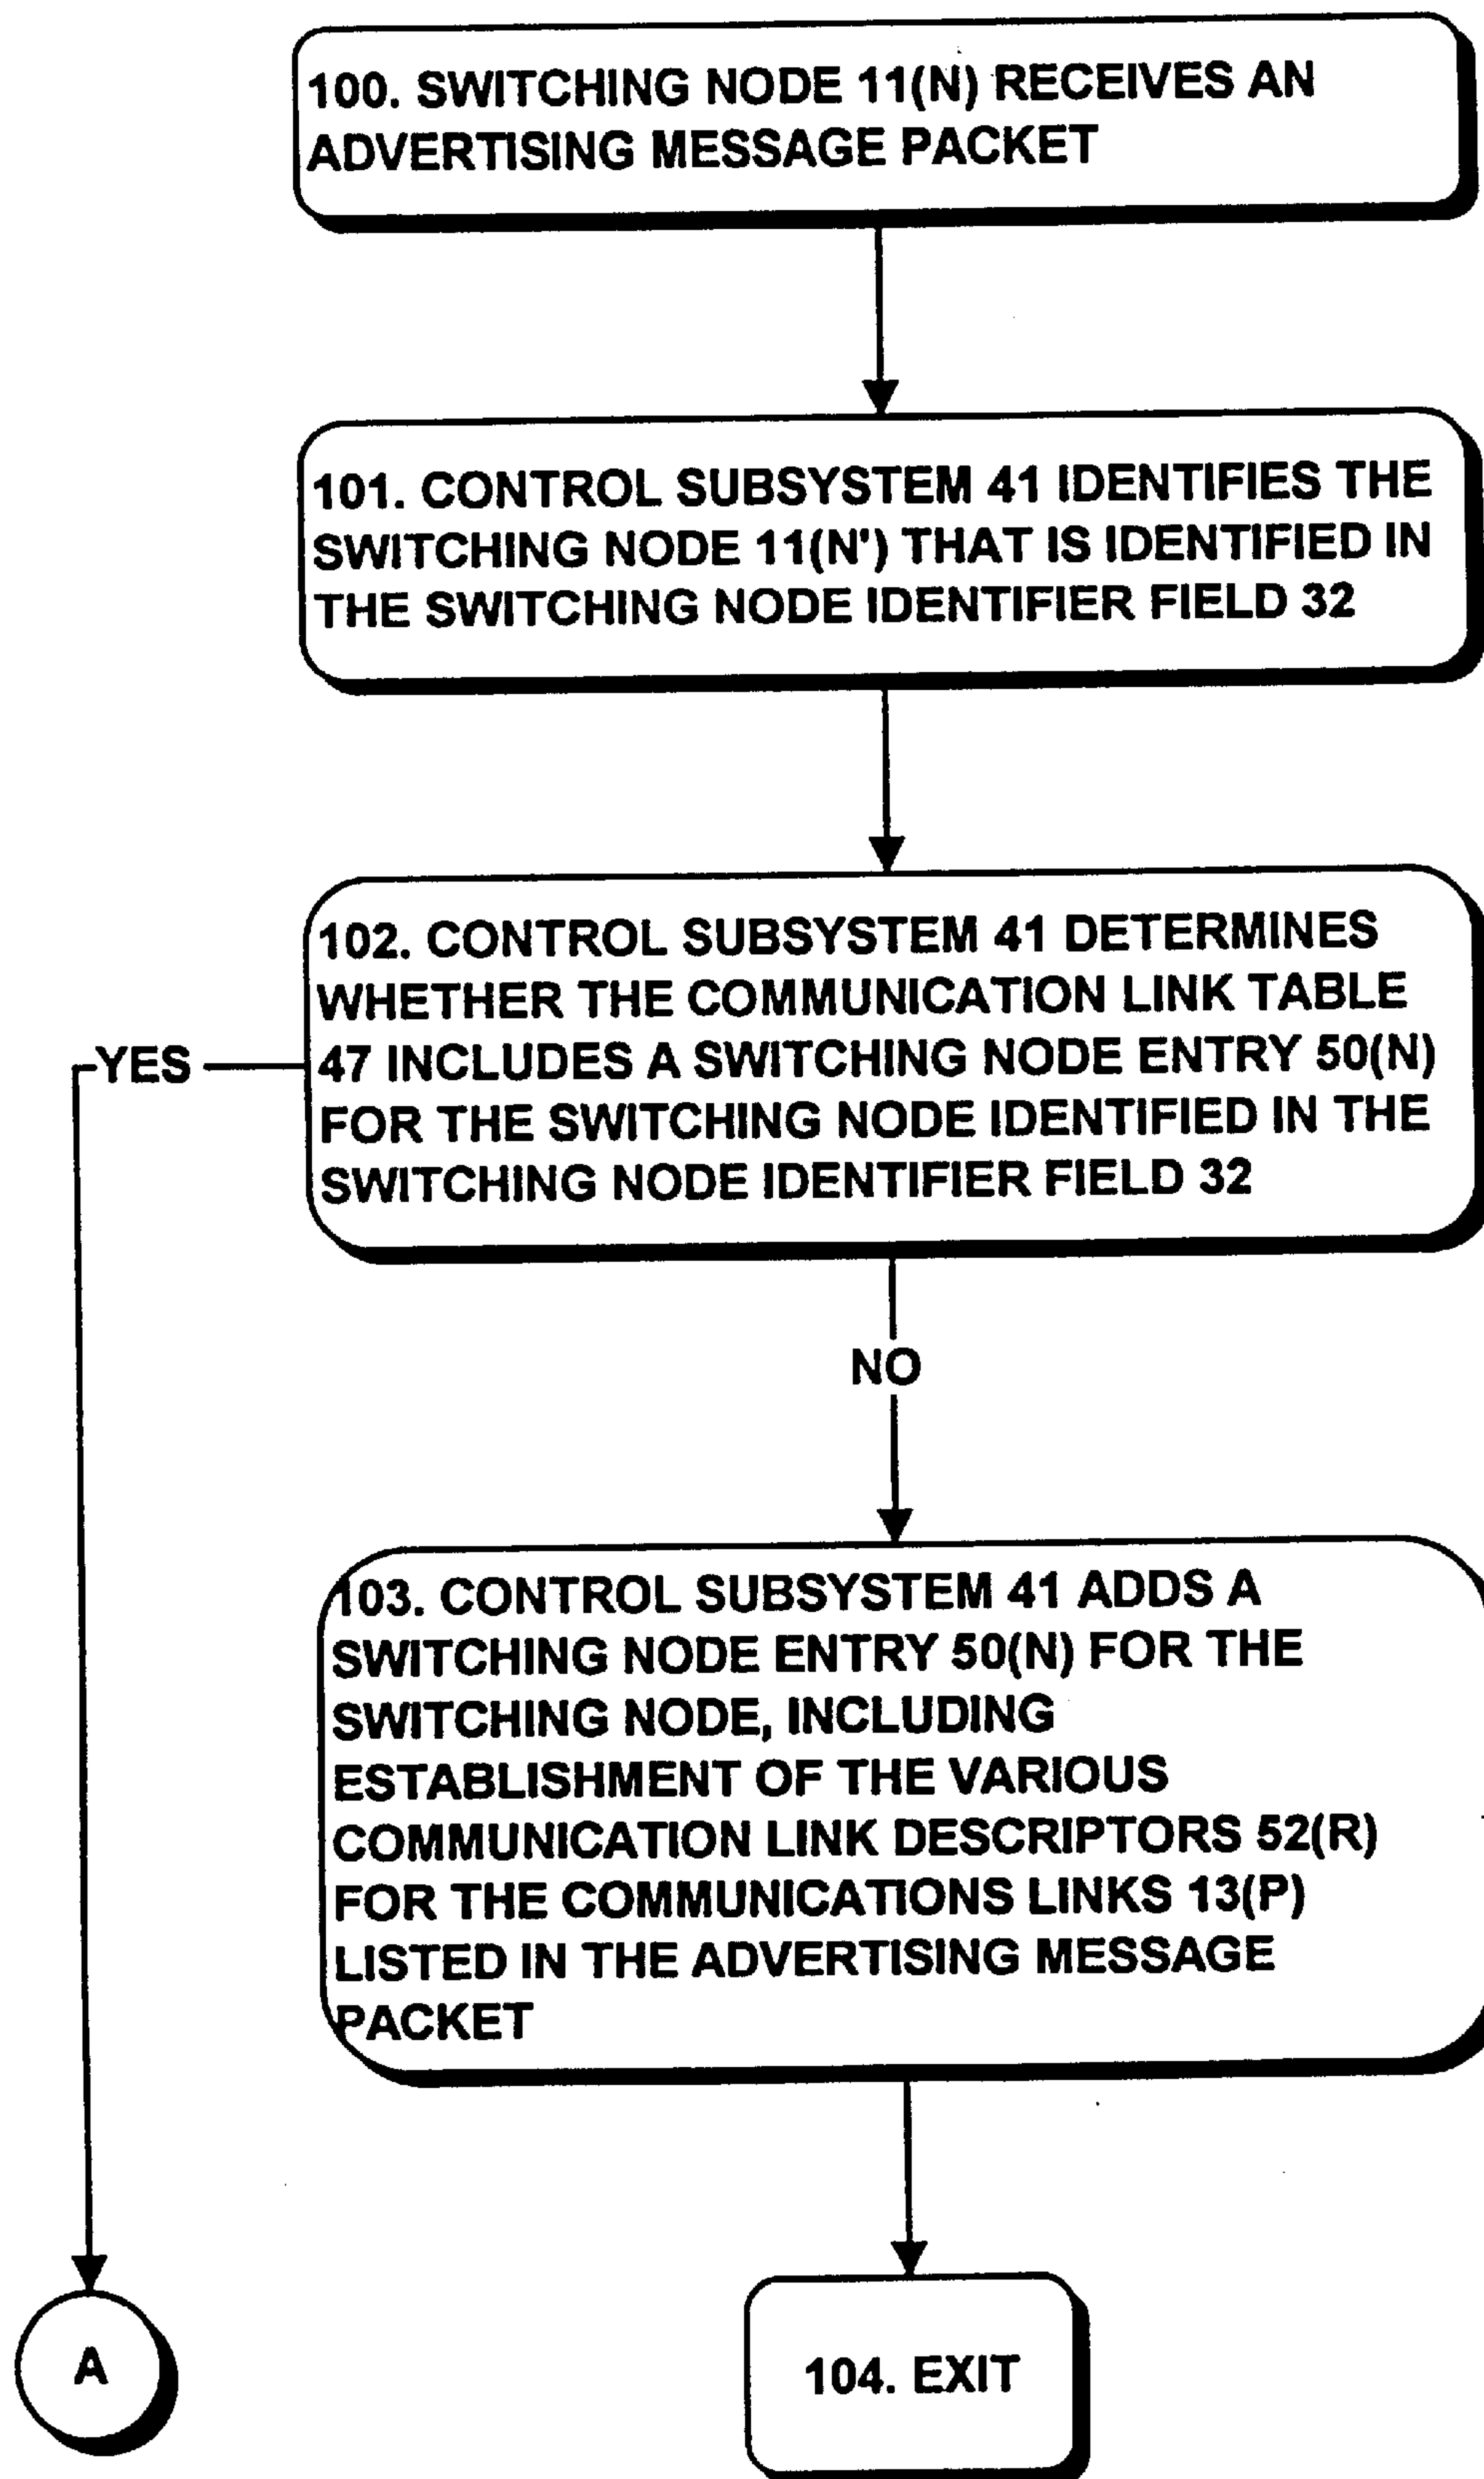 100. SWITCHING NODE 11(N) RECEIVES AN
ADVERTISING MESSAGE PACKET
101. CONTROL SUBSYSTEM 41 IDENTIFIES THE
SWITCHING NODE 11(N') THAT IS IDENTIFIED IN
THE SWITCHING NODE IDENTIFIER FIELD 32
102. CONTROL SUBSYSTEM 41 DETERMINES
WHETHER THE COMMUNICATION LINK TABLE
47 INCLUDES A SWITCHING NODE ENTRY 50(N)
FOR THE SWITCHING NODE IDENTIFIED IN THE
SWITCHING NODE IDENTIFIER FIELD 32
YES
NO
103. CONTROL SUBSYSTEM 41 ADDS A
SWITCHING NODE ENTRY 50(N) FOR THE
SWITCHING NODE, INCLUDING
ESTABLISHMENT OF THE VARIOUS
COMMUNICATION LINK DESCRIPTORS 52(R)
FOR THE COMMUNICATIONS LINKS 13(P)
LISTED IN THE ADVERTISING MESSAGE
PACKET
A
104. EXIT